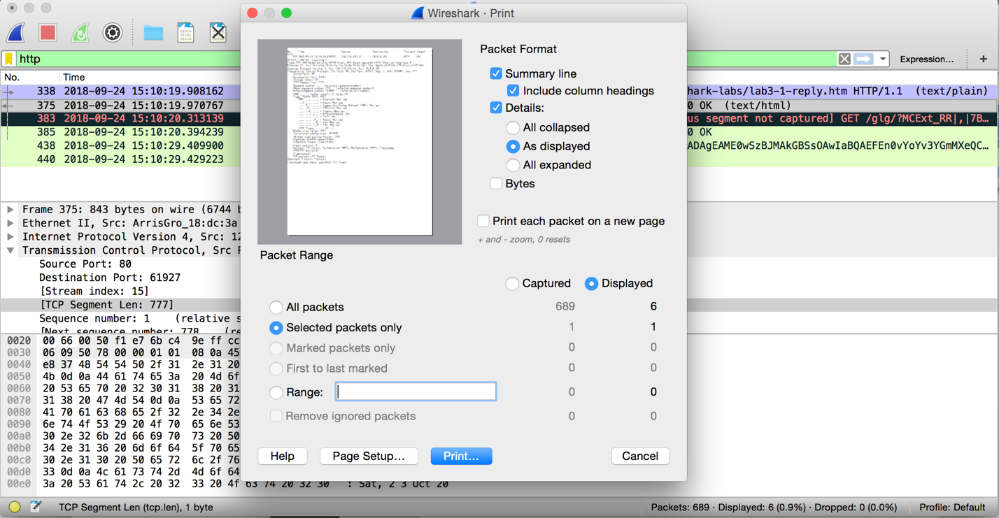 Wireshark · Print
http
Expression…
+
No.
Time
338 2018-09-24 15:10:19.908162
hark-labs/lab3-1-reply.htm HTTP/1.1 (text/plain)
375 2018-09-24 15:10:19.970767
0 OK (text/html)
383 2018-09-24 15:10:20.313139
us segment not captured] GET /glg/?MCExt_RR|,|7B…
385 2018-09-24 15:10:20.394239
0 OK
438 2018-09-24 15:10:29.409900
ADAgEAME0wSzBJMAkGBSsOAwIaBQAEFEn0vYoYv3YGmMXeQC…
440 2018-09-24 15:10:29.429223
Packet Format
Summary line
Include column headings
Details:
All collapsed
As displayed
All expanded
Bytes
Print each packet on a new page
+ and - zoom, 0 resets
Packet Range
Captured Displayed
All packets 689 6
Selected packets only 1 1
Marked packets only 0 0
First to last marked 0 0
Range: 0 0
Remove ignored packets 0 0
Help Page Setup… Print… Cancel
Frame 375: 843 bytes on wire (6744 b
Ethernet II, Src: ArrisGro_18:dc:3a
Internet Protocol Version 4, Src: 12
Transmission Control Protocol, Src P
Source Port: 80
Destination Port: 61927
[Stream index: 15]
[TCP Segment Len: 777]
Sequence number: 1 (relative s
[Next sequence number: 778 (re
0020 00 66 00 50 f1 e7 6b c4 9e ff cc
0030 06 09 50 78 00 00 01 01 08 0a 45
0040 e8 37 48 54 54 50 2f 31 2e 31 20
0050 4b 0d 0a 44 61 74 65 3a 20 4d 6f
0060 20 53 65 70 20 32 30 31 38 20 31
0070 31 38 20 47 4d 54 0d 0a 53 65 72
0080 41 70 61 63 68 65 2f 32 2e 34 2e
0090 6e 74 4f 53 29 20 4f 70 65 6e 53
00a0 30 2e 32 6b 2d 66 69 70 73 20 50
00b0 34 2e 31 36 20 6d 6f 64 5f 70 65
00c0 30 2e 31 30 20 50 65 72 6c 2f 76
00d0 33 0d 0a 4c 61 73 74 2d 4d 6f 64
00e0 3a 20 53 61 74 2c 20 32 33 20 4f 63 74 20 32 30 : Sat, 2 3 Oct 20
TCP Segment Len (tcp.len), 1 byte
Packets: 689 · Displayed: 6 (0.9%) · Dropped: 0 (0.0%)
Profile: Default